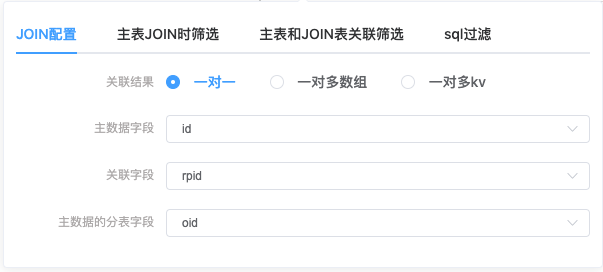 JOIN配置 主表JOIN时筛选 主表和JOIN表关联筛选 sql过滤
关联结果 一对一 一对多数组 一对多kv
主数据字段 id
关联字段 rpid
主数据的分表字段 oid